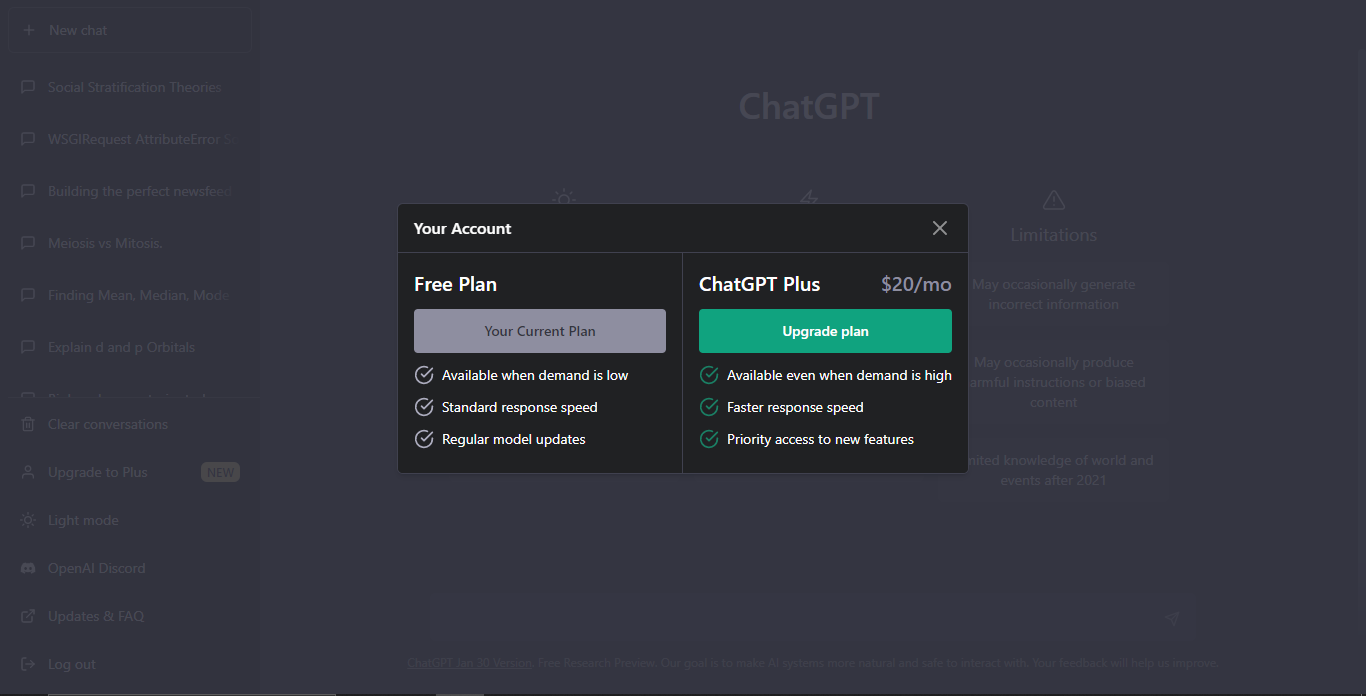 New chat
Social Stratification Theories
WSGIRequest AttributeError
Building the perfect newsfeed
Meiosis vs Mitosis.
Finding Mean, Median, Mode
Explain d and p Orbitals
Clear conversations
Upgrade to Plus NEW
Light mode
OpenAI Discord
Updates & FAQ
Log out
ChatGPT
Your Account
Free Plan
Your Current Plan
Available when demand is low
Standard response speed
Regular model updates
ChatGPT Plus $20/mo
Upgrade plan
Available even when demand is high
Faster response speed
Priority access to new features
Limitations
May occasionally generate
incorrect information
May occasionally produce
instructions or biased
content
knowledge of world and
events after 2021
ChatGPT Jan 30 Version. Free Research Preview. Our goal is to make AI systems more natural and safe to interact with. Your feedback will help us improve.